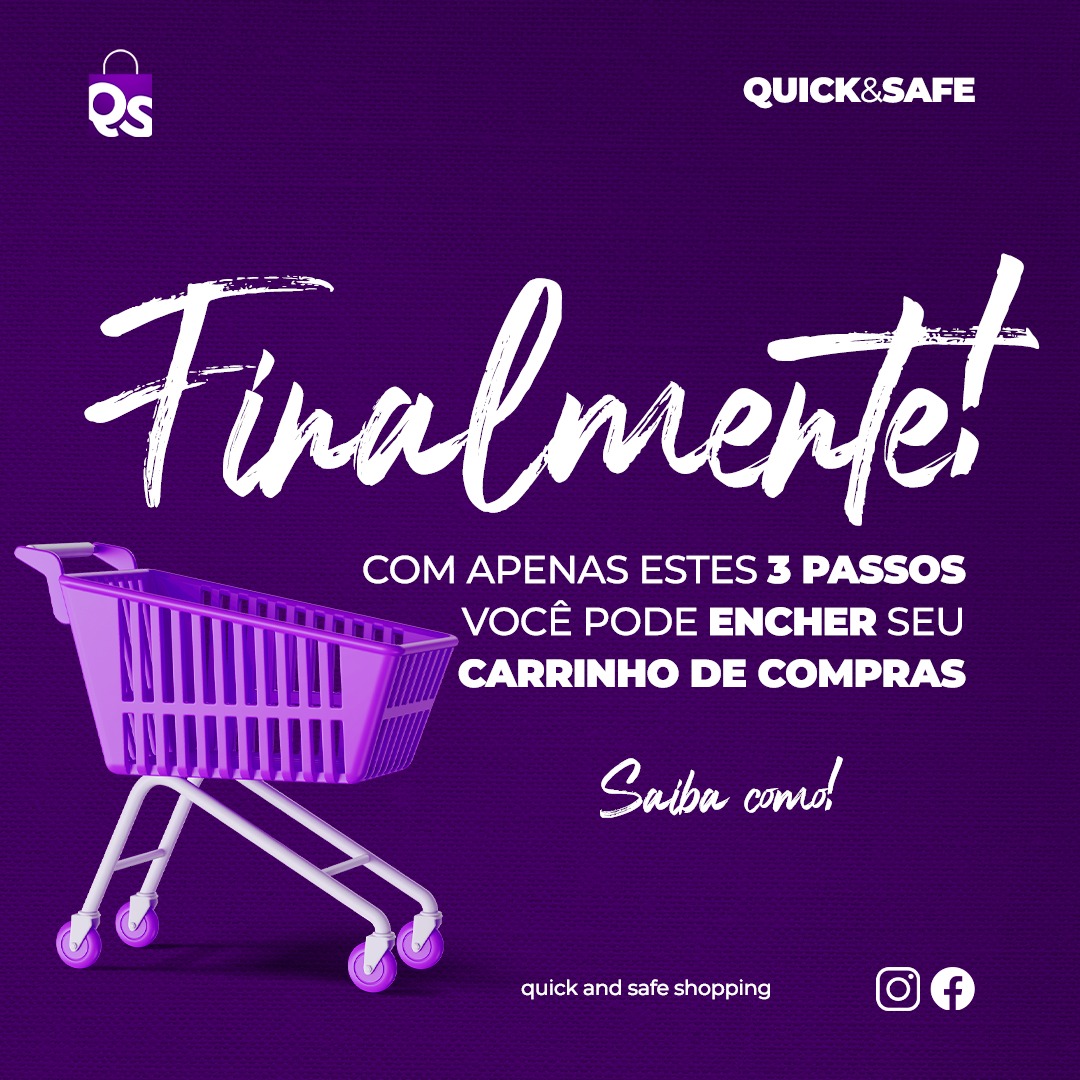 QS
QUICK&SAFE
Finalmente!
COM APENAS ESTES 3 PASSOS
VOCÊ PODE ENCHER SEU
CARRINHO DE COMPRAS
Saiba como!
quick and safe shopping